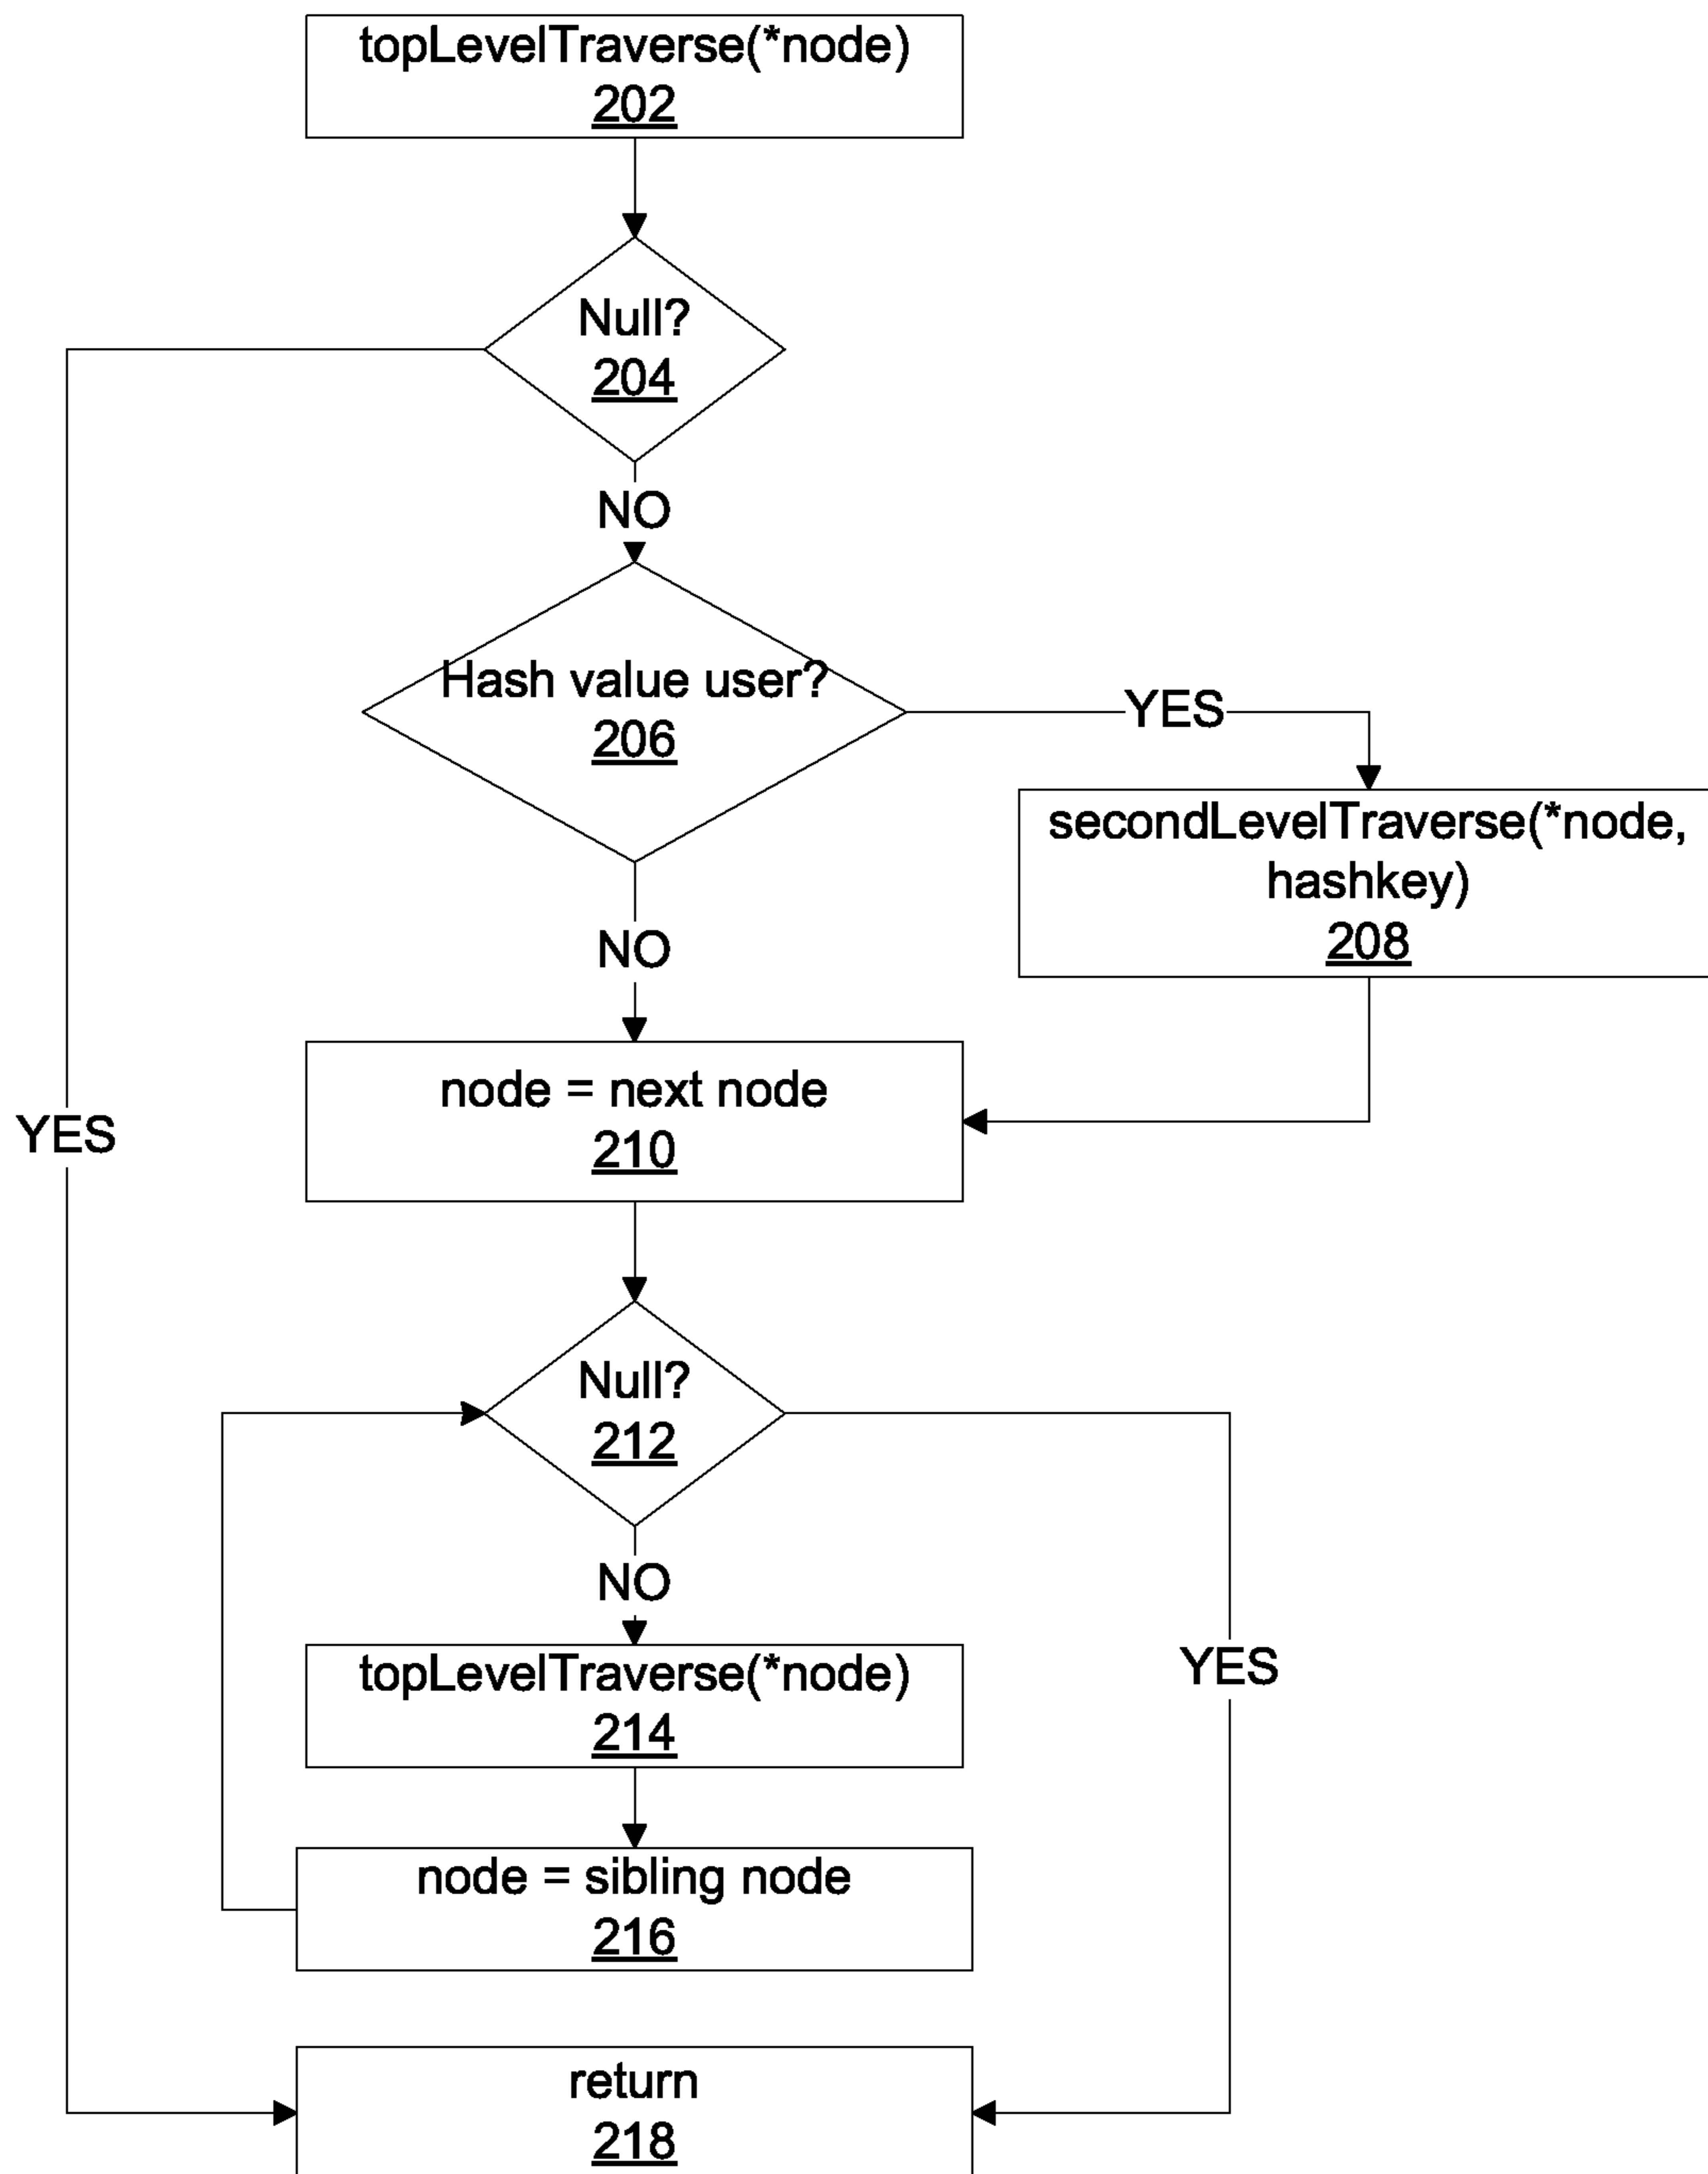 topLevelTraverse(*node)
202
Null?
204
NO
Hash value user?
206
YES
secondLevelTraverse(*node,
hashkey)
208
NO
node = next node
210
YES
Null?
212
NO
topLevelTraverse(*node)
214
YES
node = sibling node
216
return
218